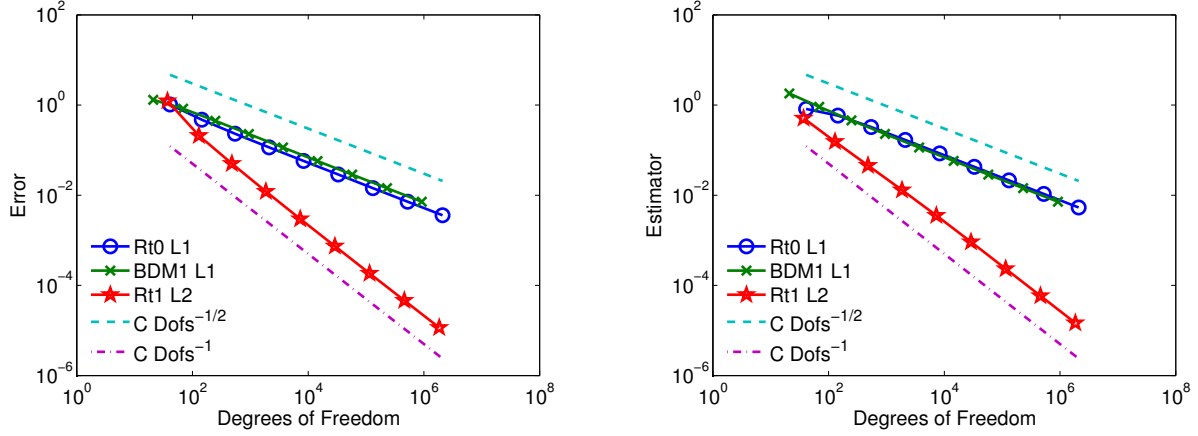 10^2
10^0
10^−2
10^−4
10^−6
Error
Rt0 L1
BDM1 L1
Rt1 L2
C Dofs^−1/2
C Dofs^−1
10^0 10^2 10^4 10^6 10^8
Degrees of Freedom
10^2
10^0
10^−2
10^−4
10^−6
Estimator
Rt0 L1
BDM1 L1
Rt1 L2
C Dofs^−1/2
C Dofs^−1
10^0 10^2 10^4 10^6 10^8
Degrees of Freedom